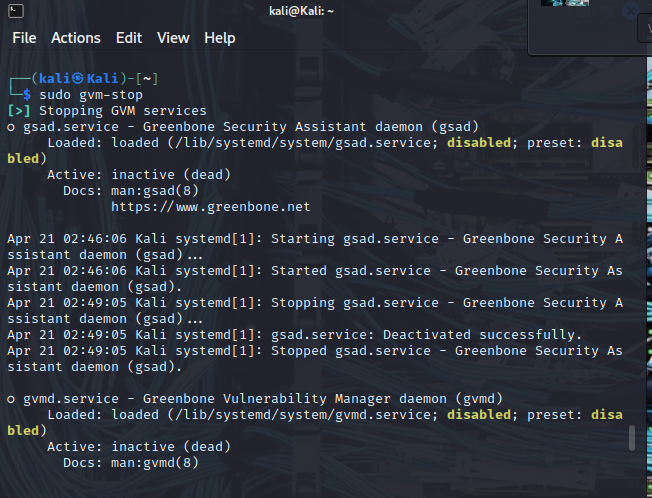 kali@Kali: ~
File Actions Edit View Help
┌──(kali㉿Kali)-[~]
└─$ sudo gvm-stop
[>] Stopping GVM services
○ gsad.service - Greenbone Security Assistant daemon (gsad)
     Loaded: loaded (/lib/systemd/system/gsad.service; disabled; preset: disa
bled)
     Active: inactive (dead)
       Docs: man:gsad(8)
             https://www.greenbone.net
Apr 21 02:46:06 Kali systemd[1]: Starting gsad.service - Greenbone Security A
ssistant daemon (gsad)...
Apr 21 02:46:06 Kali systemd[1]: Started gsad.service - Greenbone Security As
sistant daemon (gsad).
Apr 21 02:49:05 Kali systemd[1]: Stopping gsad.service - Greenbone Security A
ssistant daemon (gsad)...
Apr 21 02:49:05 Kali systemd[1]: gsad.service: Deactivated successfully.
Apr 21 02:49:05 Kali systemd[1]: Stopped gsad.service - Greenbone Security As
sistant daemon (gsad).
○ gvmd.service - Greenbone Vulnerability Manager daemon (gvmd)
     Loaded: loaded (/lib/systemd/system/gvmd.service; disabled; preset: disa
bled)
     Active: inactive (dead)
       Docs: man:gvmd(8)